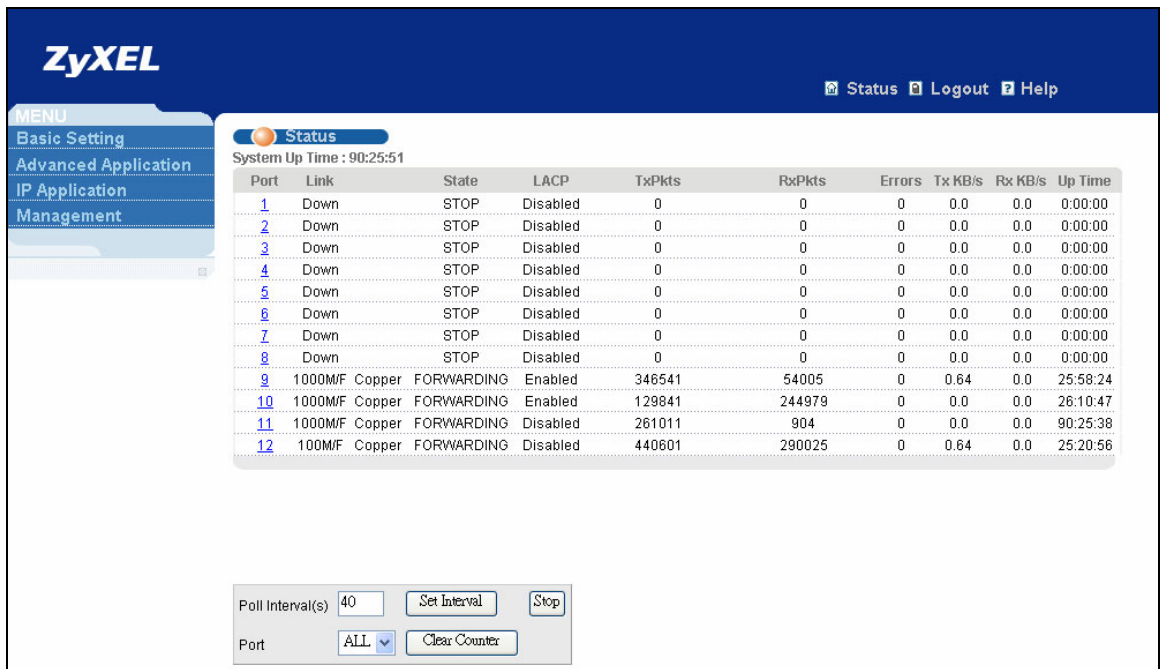 ZyXEL
Status Logout Help
MENU
Basic Setting
Advanced Application
IP Application
Management
Status
System Up Time : 90:25:51
Port Link State LACP TxPkts RxPkts Errors Tx KB/s Rx KB/s Up Time
1 Down STOP Disabled 0 0 0 0.0 0.0 0:00:00
2 Down STOP Disabled 0 0 0 0.0 0.0 0:00:00
3 Down STOP Disabled 0 0 0 0.0 0.0 0:00:00
4 Down STOP Disabled 0 0 0 0.0 0.0 0:00:00
5 Down STOP Disabled 0 0 0 0.0 0.0 0:00:00
6 Down STOP Disabled 0 0 0 0.0 0.0 0:00:00
7 Down STOP Disabled 0 0 0 0.0 0.0 0:00:00
8 Down STOP Disabled 0 0 0 0.0 0.0 0:00:00
9 1000M/F Copper FORWARDING Enabled 346541 54005 0 0.64 0.0 25:58:24
10 1000M/F Copper FORWARDING Enabled 129841 244979 0 0.0 0.0 26:10:47
11 1000M/F Copper FORWARDING Disabled 261011 904 0 0.0 0.0 90:25:38
12 100M/F Copper FORWARDING Disabled 440601 290025 0 0.64 0.0 25:20:56
Poll Interval(s) 40 Set Interval Stop
Port ALL Clear Counter